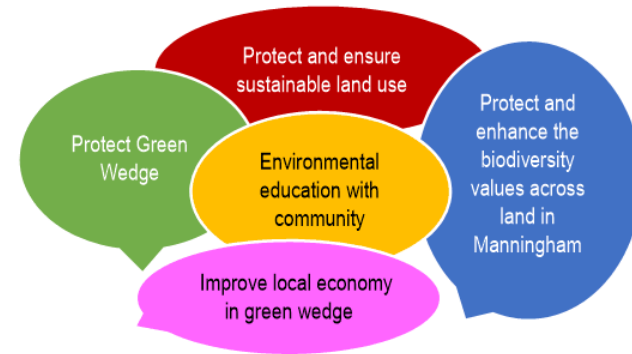 Protect and ensure
sustainable land use
Protect Green
Wedge
Environmental
education with
community
Protect and
enhance the
biodiversity
values across
land in
Manningham
Improve local economy
in green wedge